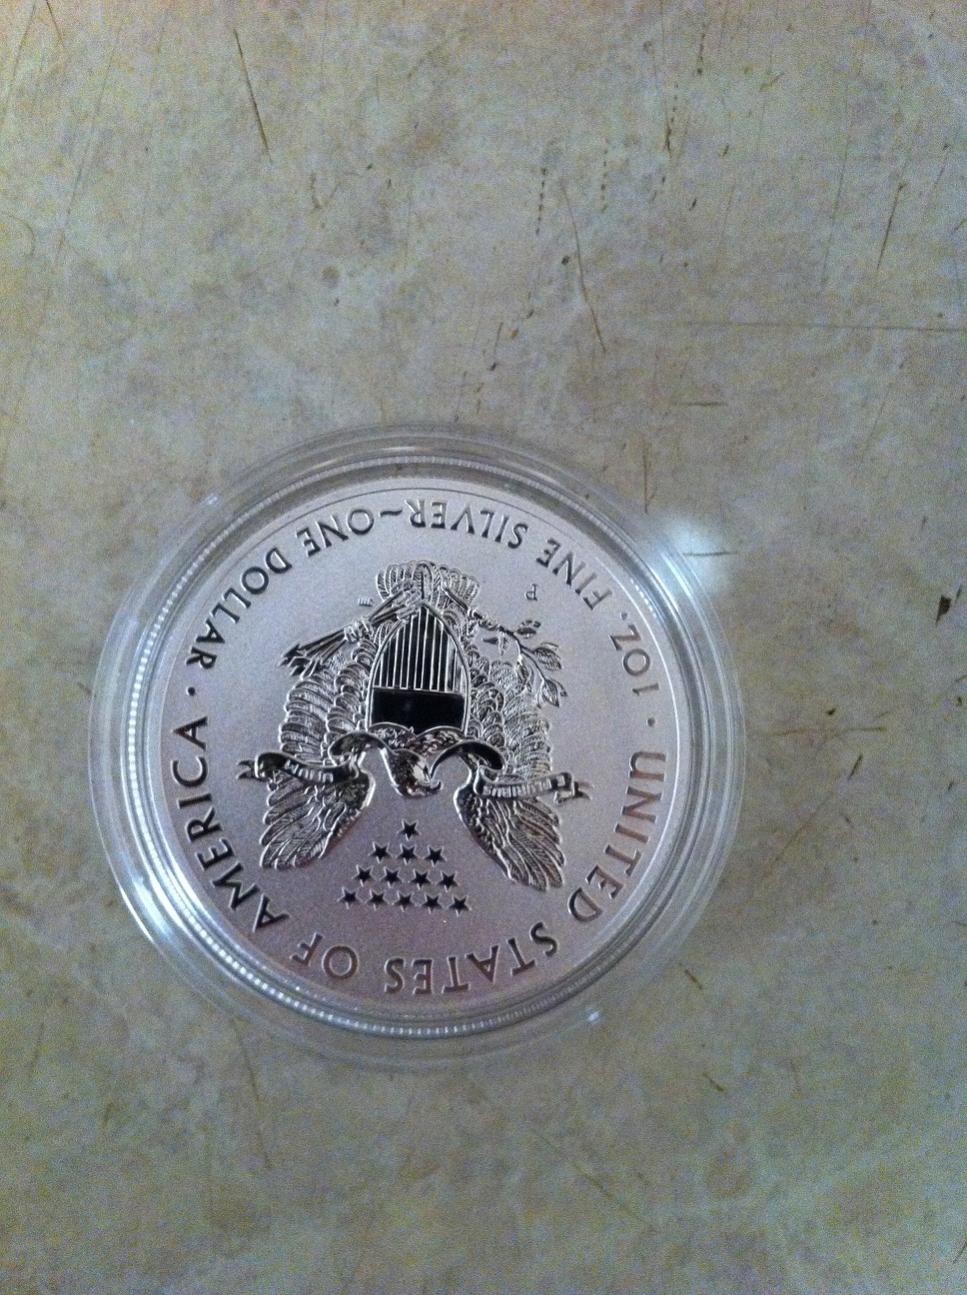 UNITED STATES OF AMERICA
1 OZ. FINE SILVER~ONE DOLLAR
P